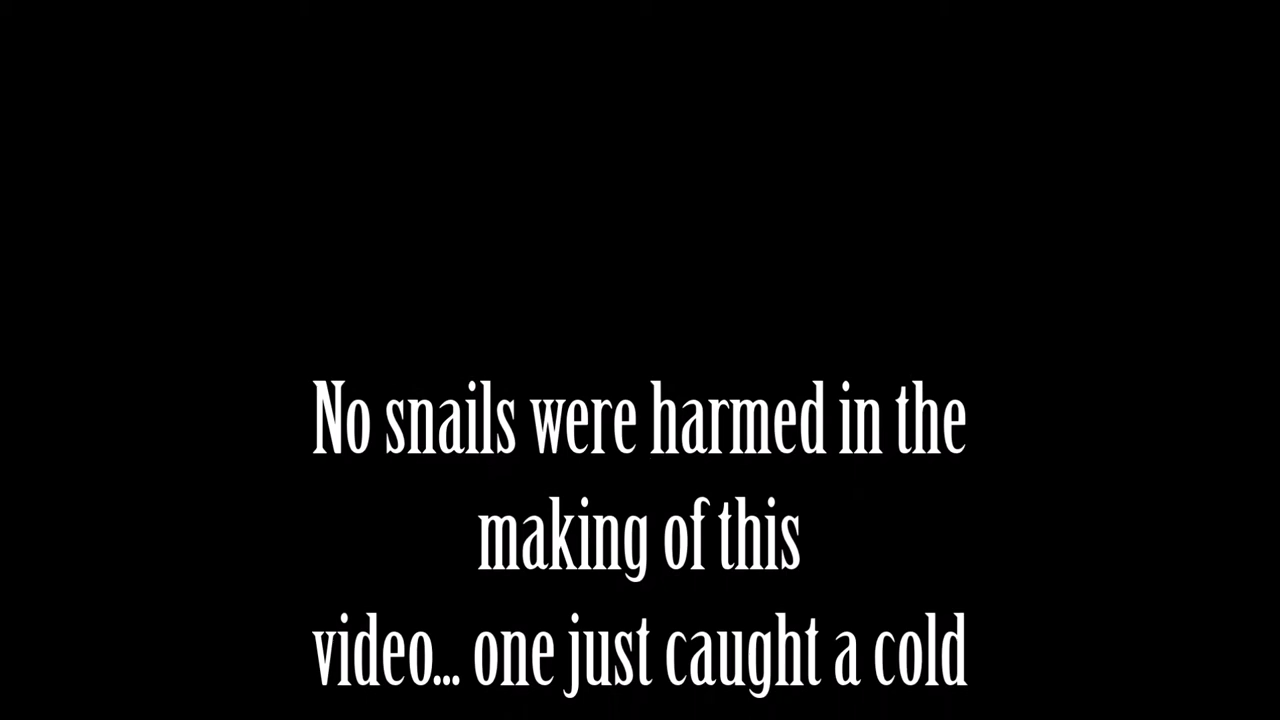 No snails were harmed in the
making of this
video... one just caught a cold